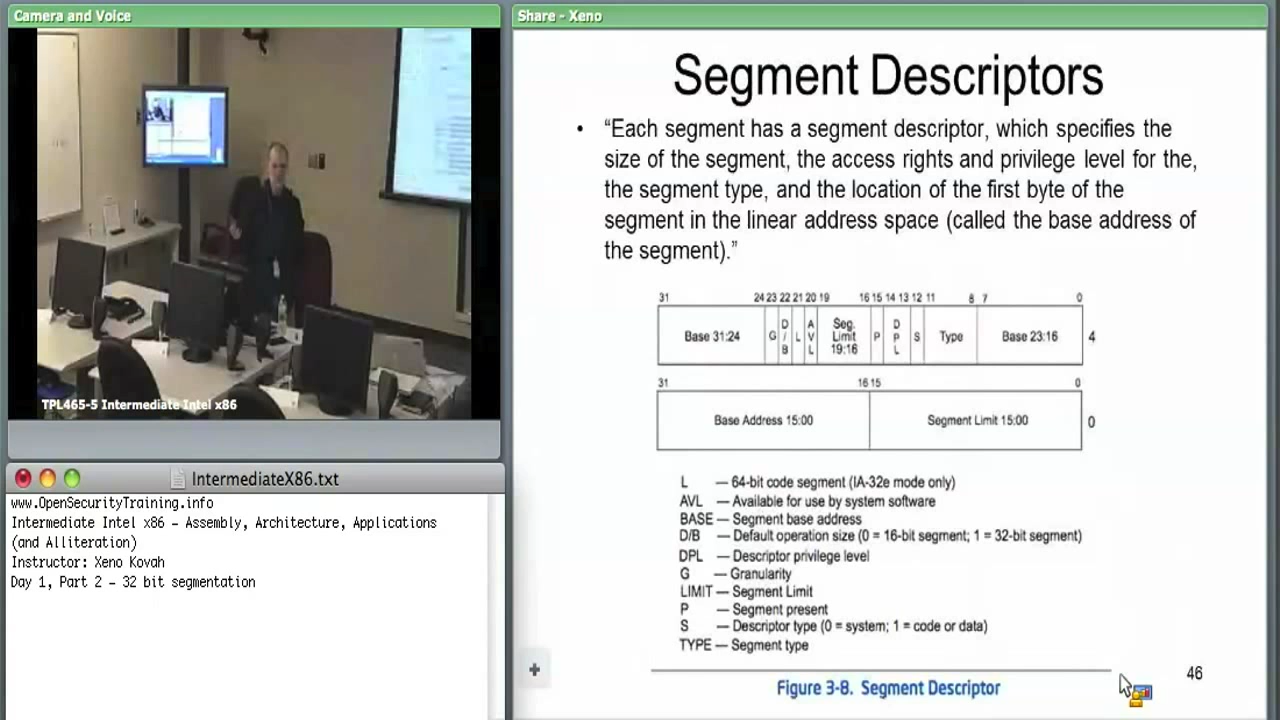 Camera and Voice
TPL465-5 Intermediate Intel x86
IntermediateX86.txt
www.OpenSecurityTraining.info
Intermediate Intel x86 – Assembly, Architecture, Applications
(and Alliteration)
Instructor: Xeno Kovah
Day 1, Part 2 – 32 bit segmentation
Share - Xeno
Segment Descriptors
• “Each segment has a segment descriptor, which specifies the
size of the segment, the access rights and privilege level for the,
the segment type, and the location of the first byte of the
segment in the linear address space (called the base address of
the segment).”
31 24 23 22 21 20 19 16 15 14 13 12 11 8 7 0
Base 31:24 G D/B L AVL Seg. Limit 19:16 P DPL S Type Base 23:16 4
31 16 15 0
Base Address 15:00 Segment Limit 15:00 0
L — 64-bit code segment (IA-32e mode only)
AVL — Available for use by system software
BASE — Segment base address
D/B — Default operation size (0 = 16-bit segment; 1 = 32-bit segment)
DPL — Descriptor privilege level
G — Granularity
LIMIT — Segment Limit
P — Segment present
S — Descriptor type (0 = system; 1 = code or data)
TYPE — Segment type
Figure 3-8. Segment Descriptor
46